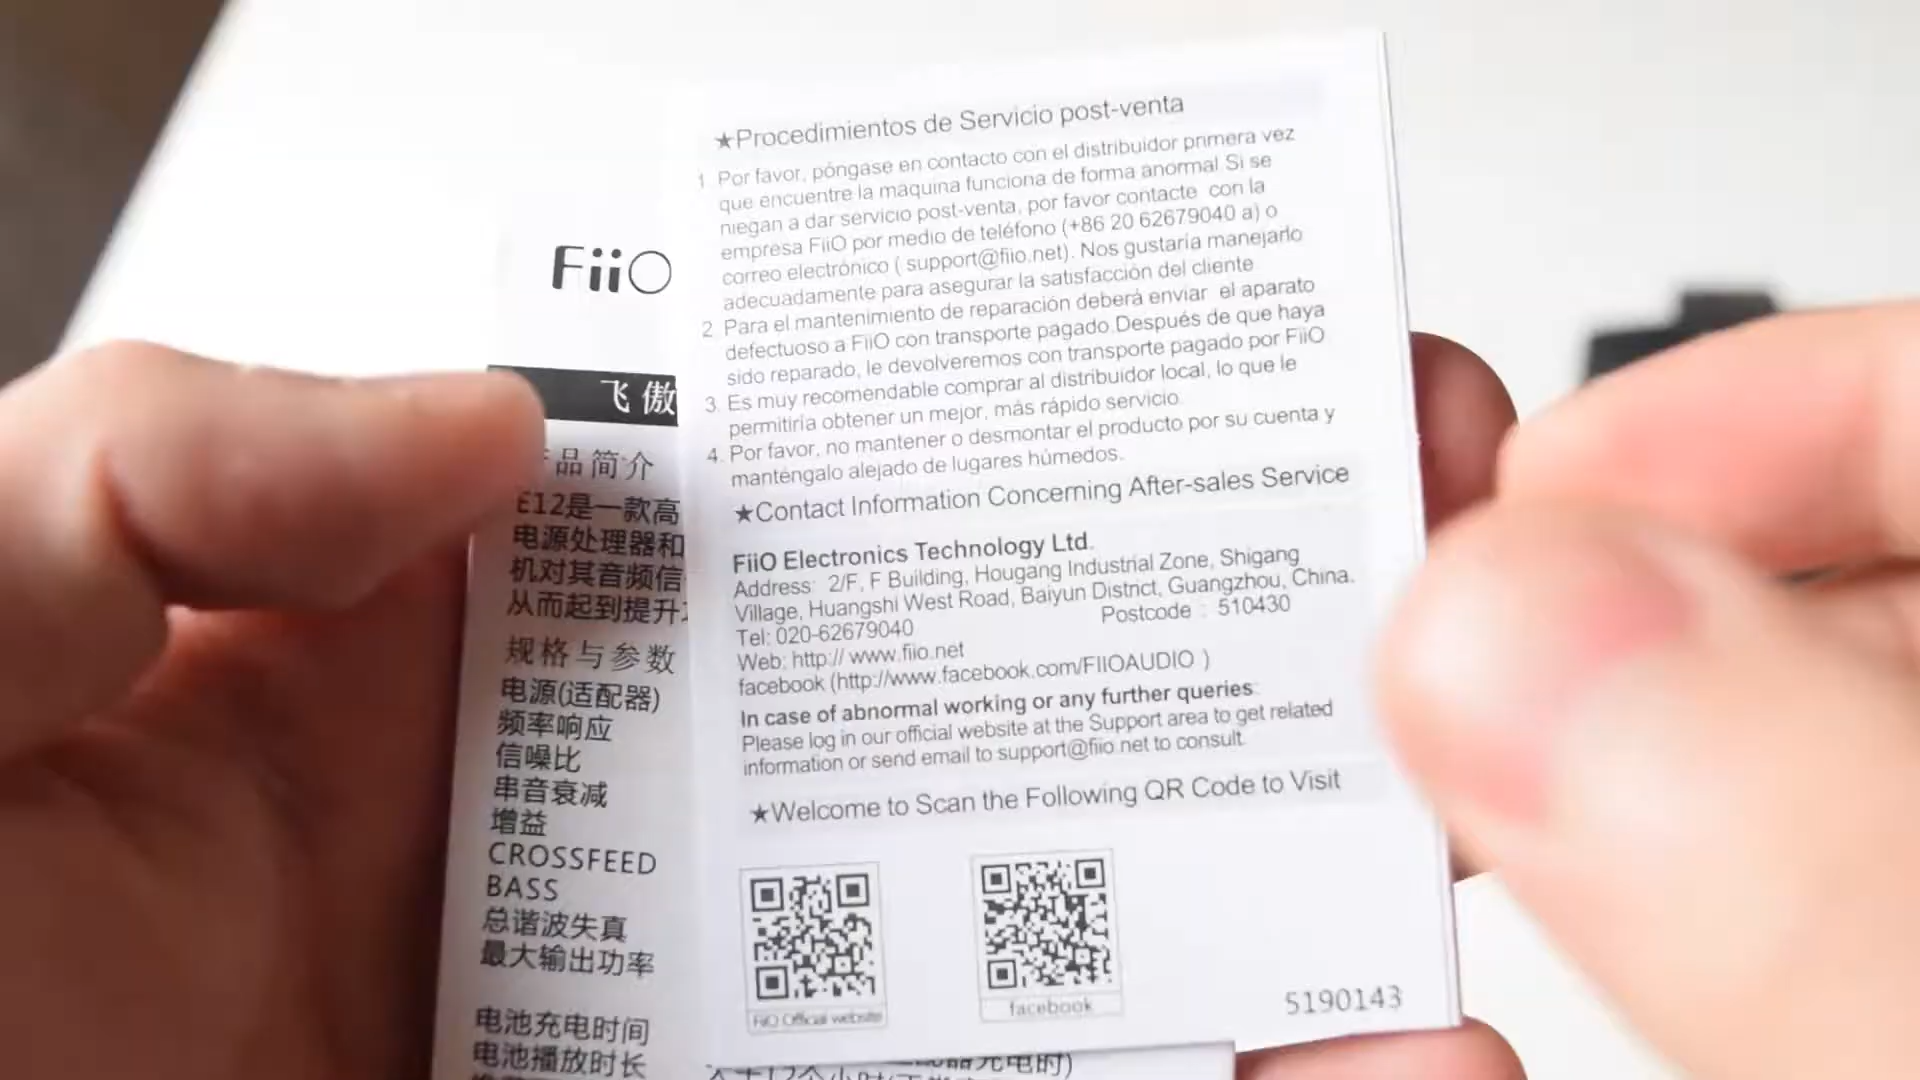 ★Procedimientos de Servicio post-venta
1. Por favor, póngase en contacto con el distribuidor primera vez
que encuentre la maquina funciona de forma anormal.Si se
niegan a dar servicio post-venta, por favor contacte con la
empresa FiiO por medio de teléfono (+86 20 62679040 a) o
correo electrónico ( support@fiio.net). Nos gustaría manejarlo
adecuadamente para asegurar la satisfacción del cliente
2. Para el mantenimiento de reparación deberá enviar el aparato
defectuoso a FiiO con transporte pagado.Después de que haya
sido reparado, le devolveremos con transporte pagado por FiiO
3. Es muy recomendable comprar al distribuidor local, lo que le
permitiría obtener un mejor, más rápido servicio.
4. Por favor, no mantener o desmontar el producto por su cuenta y
manténgalo alejado de lugares húmedos.
★Contact Information Concerning After-sales Service
FiiO Electronics Technology Ltd.
Address: 2/F, F Building, Hougang Industrial Zone, Shigang
Village, Huangshi West Road, Baiyun District, Guangzhou, China.
Tel: 020-62679040 Postcode : 510430
Web: http:// www.fiio.net
facebook (http://www.facebook.com/FIIOAUDIO )
In case of abnormal working or any further queries:
Please log in our official website at the Support area to get related
information or send email to support@fiio.net to consult.
★Welcome to Scan the Following QR Code to Visit
FiiO Official website
facebook
5190143
FiiO
飞傲
品简介
E12是一款高
电源处理器和
机对其音频信
从而起到提升
规格与参数
电源(适配器)
频率响应
信噪比
串音衰减
增益
CROSSFEED
BASS
总谐波失真
最大输出功率
电池充电时间
电池播放时长